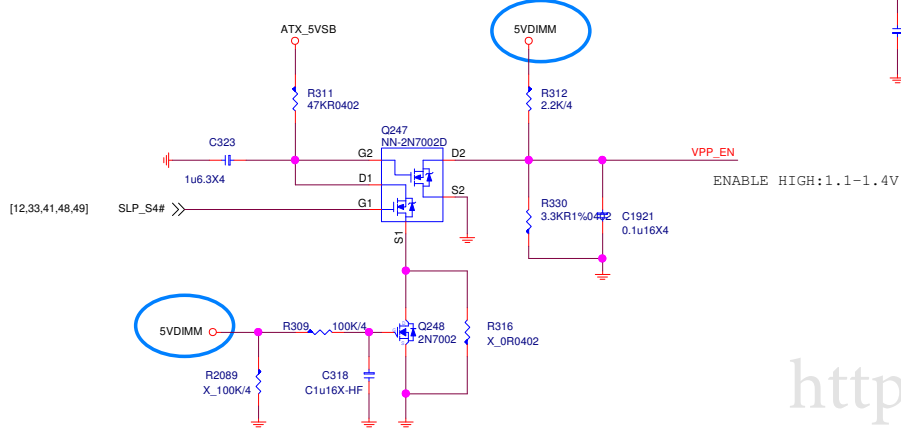 ATX_5VSB
5VDIMM
R311
47KR0402
R312
2.2K/4
C323
1u6.3X4
Q247
NN-2N7002D
G2
D2
D1
S2
G1
S1
VPP_EN
ENABLE HIGH:1.1-1.4V
[12,33,41,48,49]
SLP_S4#
R330
3.3KR1%0402
C1921
0.1u16X4
5VDIMM
R309
100K/4
Q248
2N7002
R316
X_0R0402
R2089
X_100K/4
C318
C1u16X-HF
http